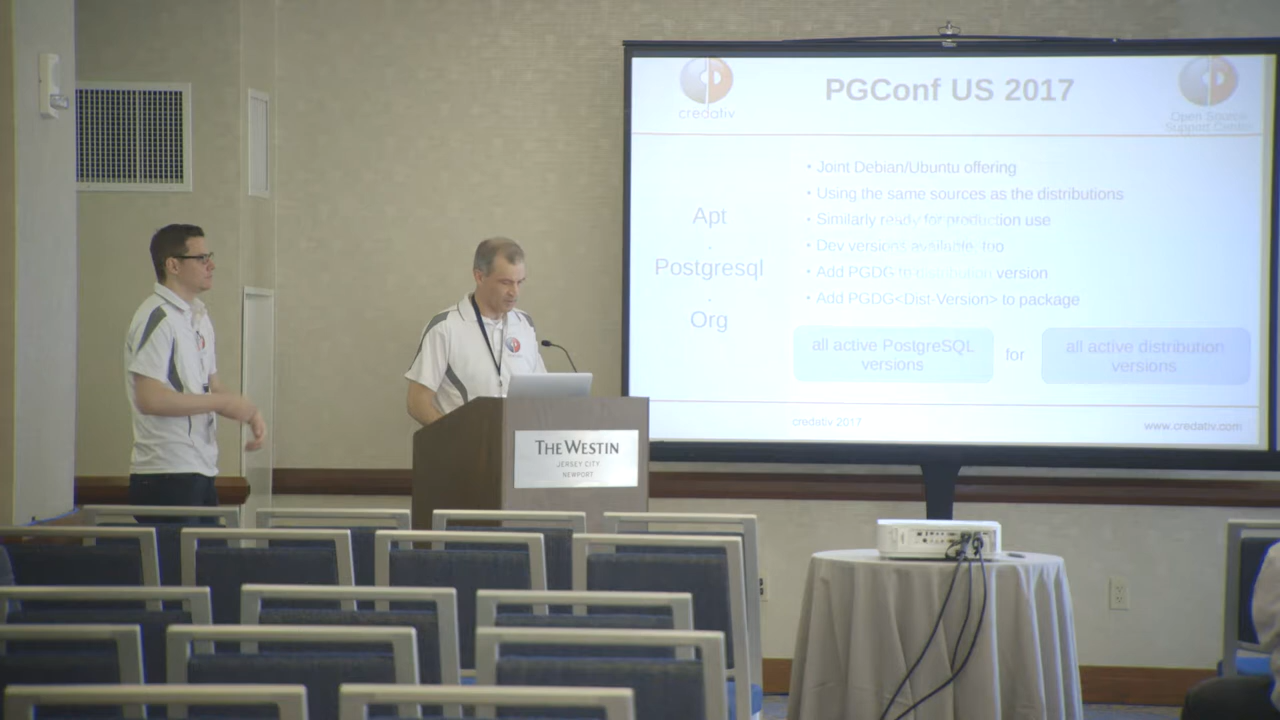 credativ
PGConf US 2017
Open Source
Support Center
Apt
.
Postgresql
.
Org
• Joint Debian/Ubuntu offering
• Using the same sources as the distributions
• Similarly ready for production use
• Dev versions available, too
• Add PGDG to distribution version
• Add PGDG<Dist-Version> to package
all active PostgreSQL
versions
for
all active distribution
versions
credativ 2017
www.credativ.com
THE WESTIN
JERSEY CITY
NEWPORT